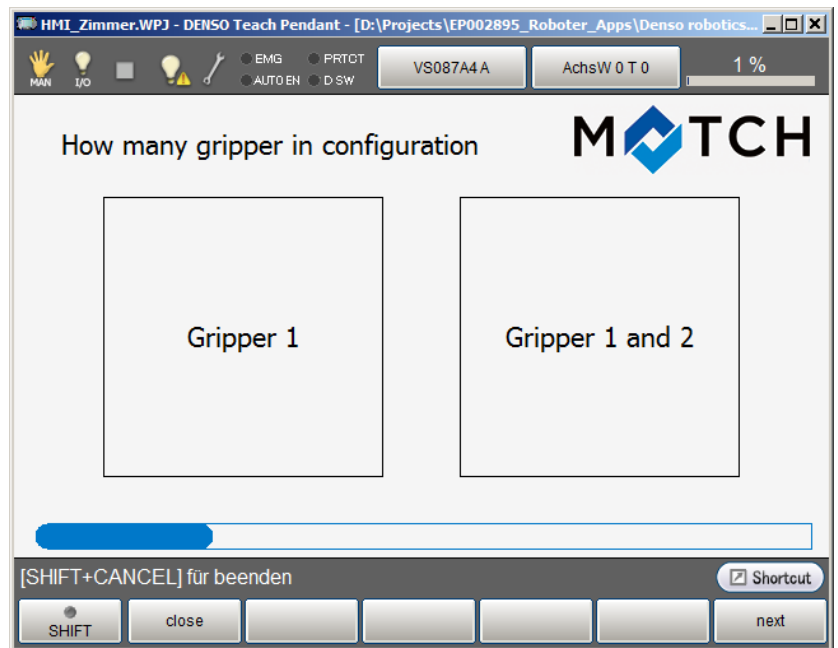 HMI_Zimmer.WPJ - DENSO Teach Pendant - [D:\Projects\EP002895_Roboter_Apps\Denso robotics...
MAN I/O EMG PRTCT VS087A4 A AchsW 0 T 0 1 %
AUTO EN D SW
How many gripper in configuration MATCH
Gripper 1 Gripper 1 and 2
[SHIFT+CANCEL] für beenden Shortcut
SHIFT close next